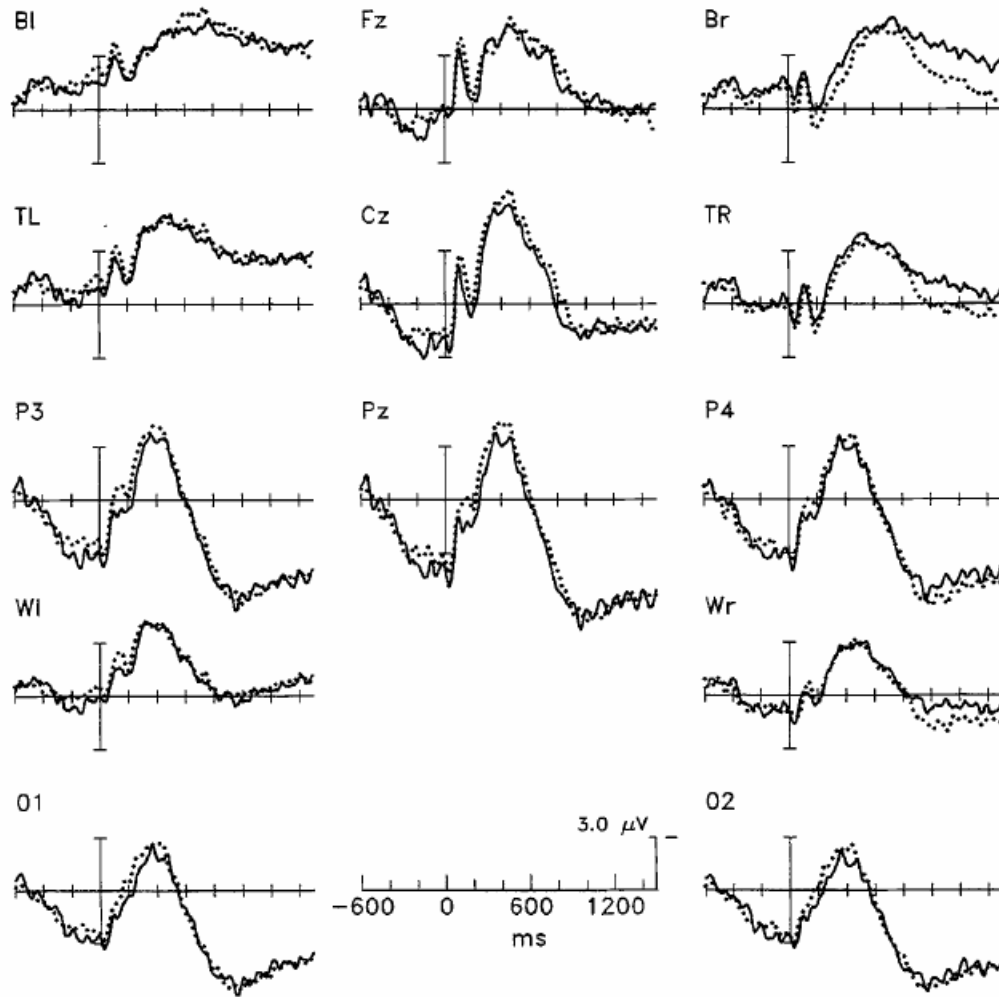 Bl Fz Br
TL Cz TR
P3 Pz P4
Wl Wr
O1 O2
3.0 μV
−600 0 600 1200
ms